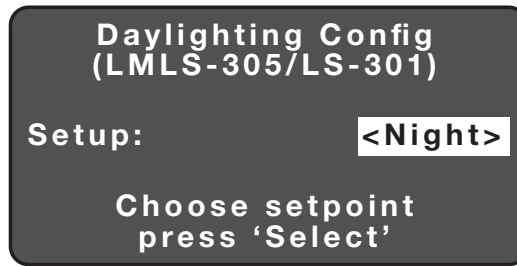 Daylighting Config
(LMLS-305/LS-301)
Setup: <Night>
Choose setpoint
press ‘Select’